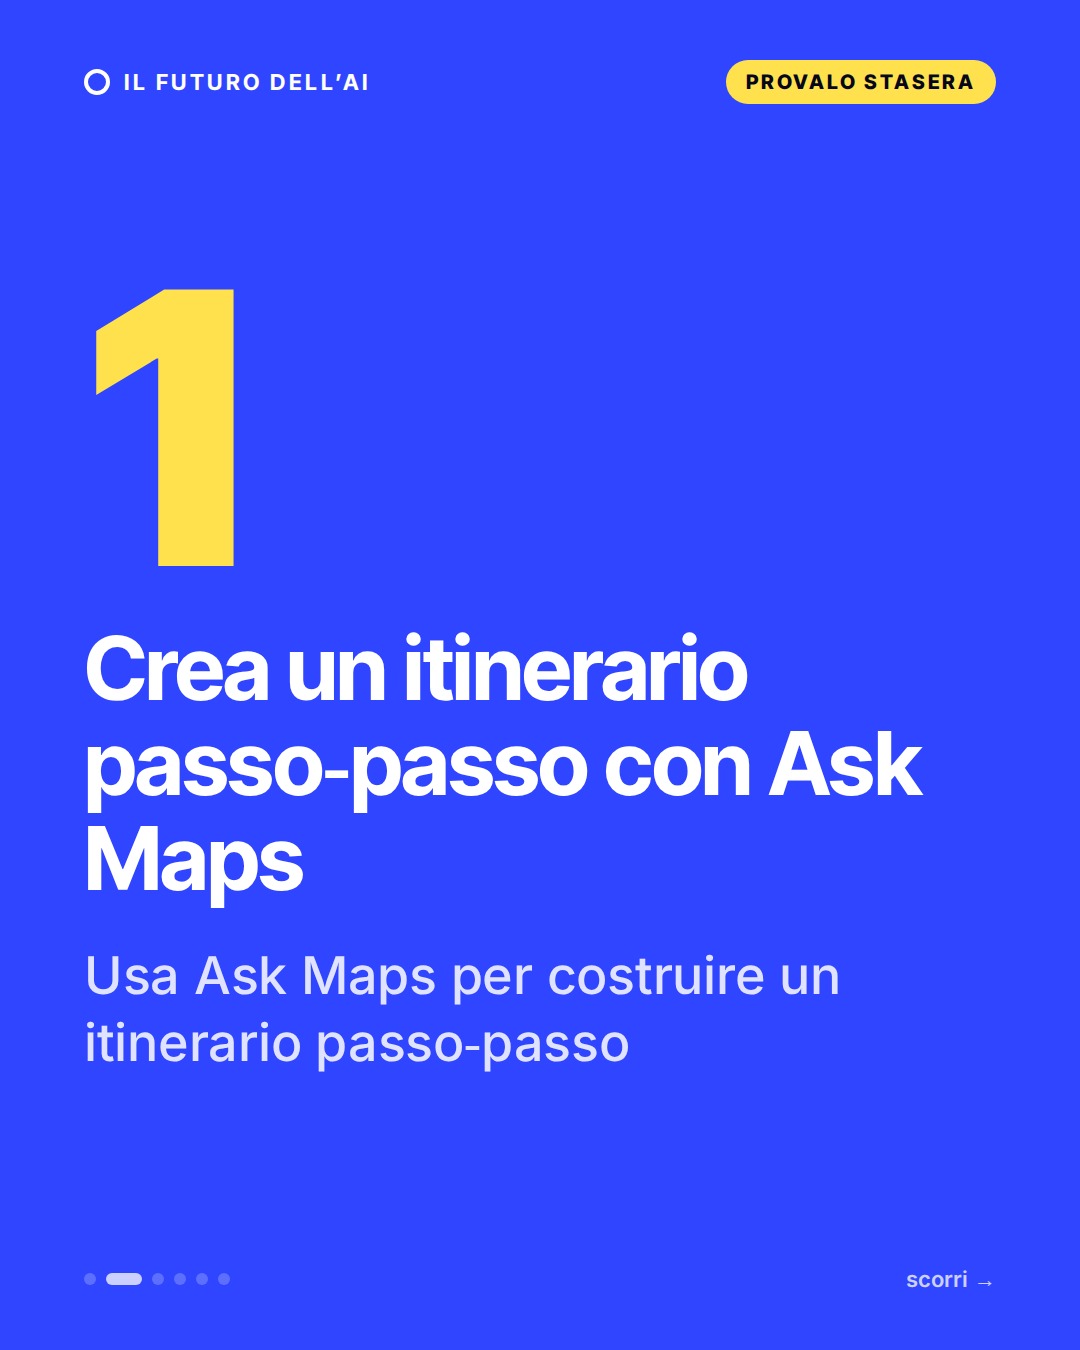 IL FUTURO DELL’AI
PROVALO STASERA
1
Crea un itinerario
passo-passo con Ask
Maps
Usa Ask Maps per costruire un
itinerario passo-passo
scorri →